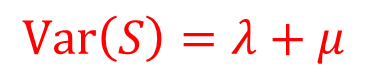 Var(S) = λ + μ